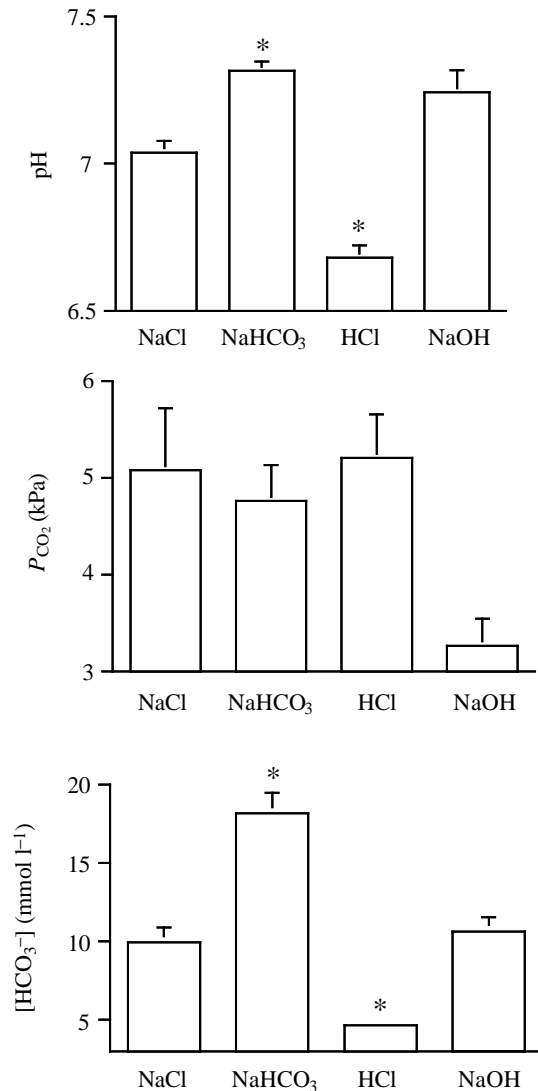 7.5
*
pH
7
*
6.5
NaCl NaHCO₃ HCl NaOH
6
5
P_CO₂ (kPa)
4
3
NaCl NaHCO₃ HCl NaOH
20
*
15
[HCO₃⁻] (mmol l⁻¹)
10
5
*
NaCl NaHCO₃ HCl NaOH